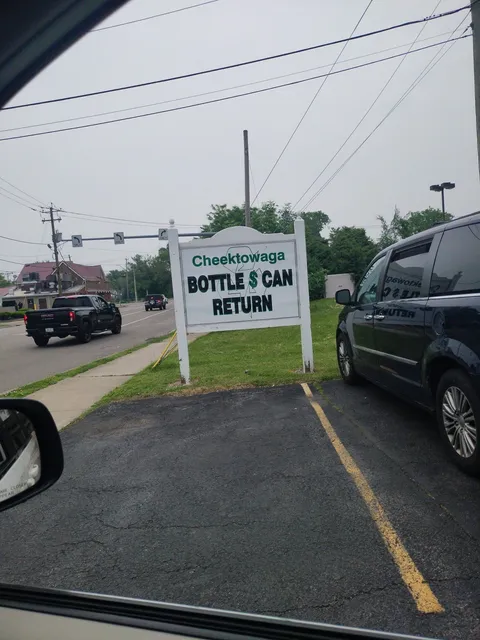 Cheektowaga
BOTTLE $ CAN
RETURN